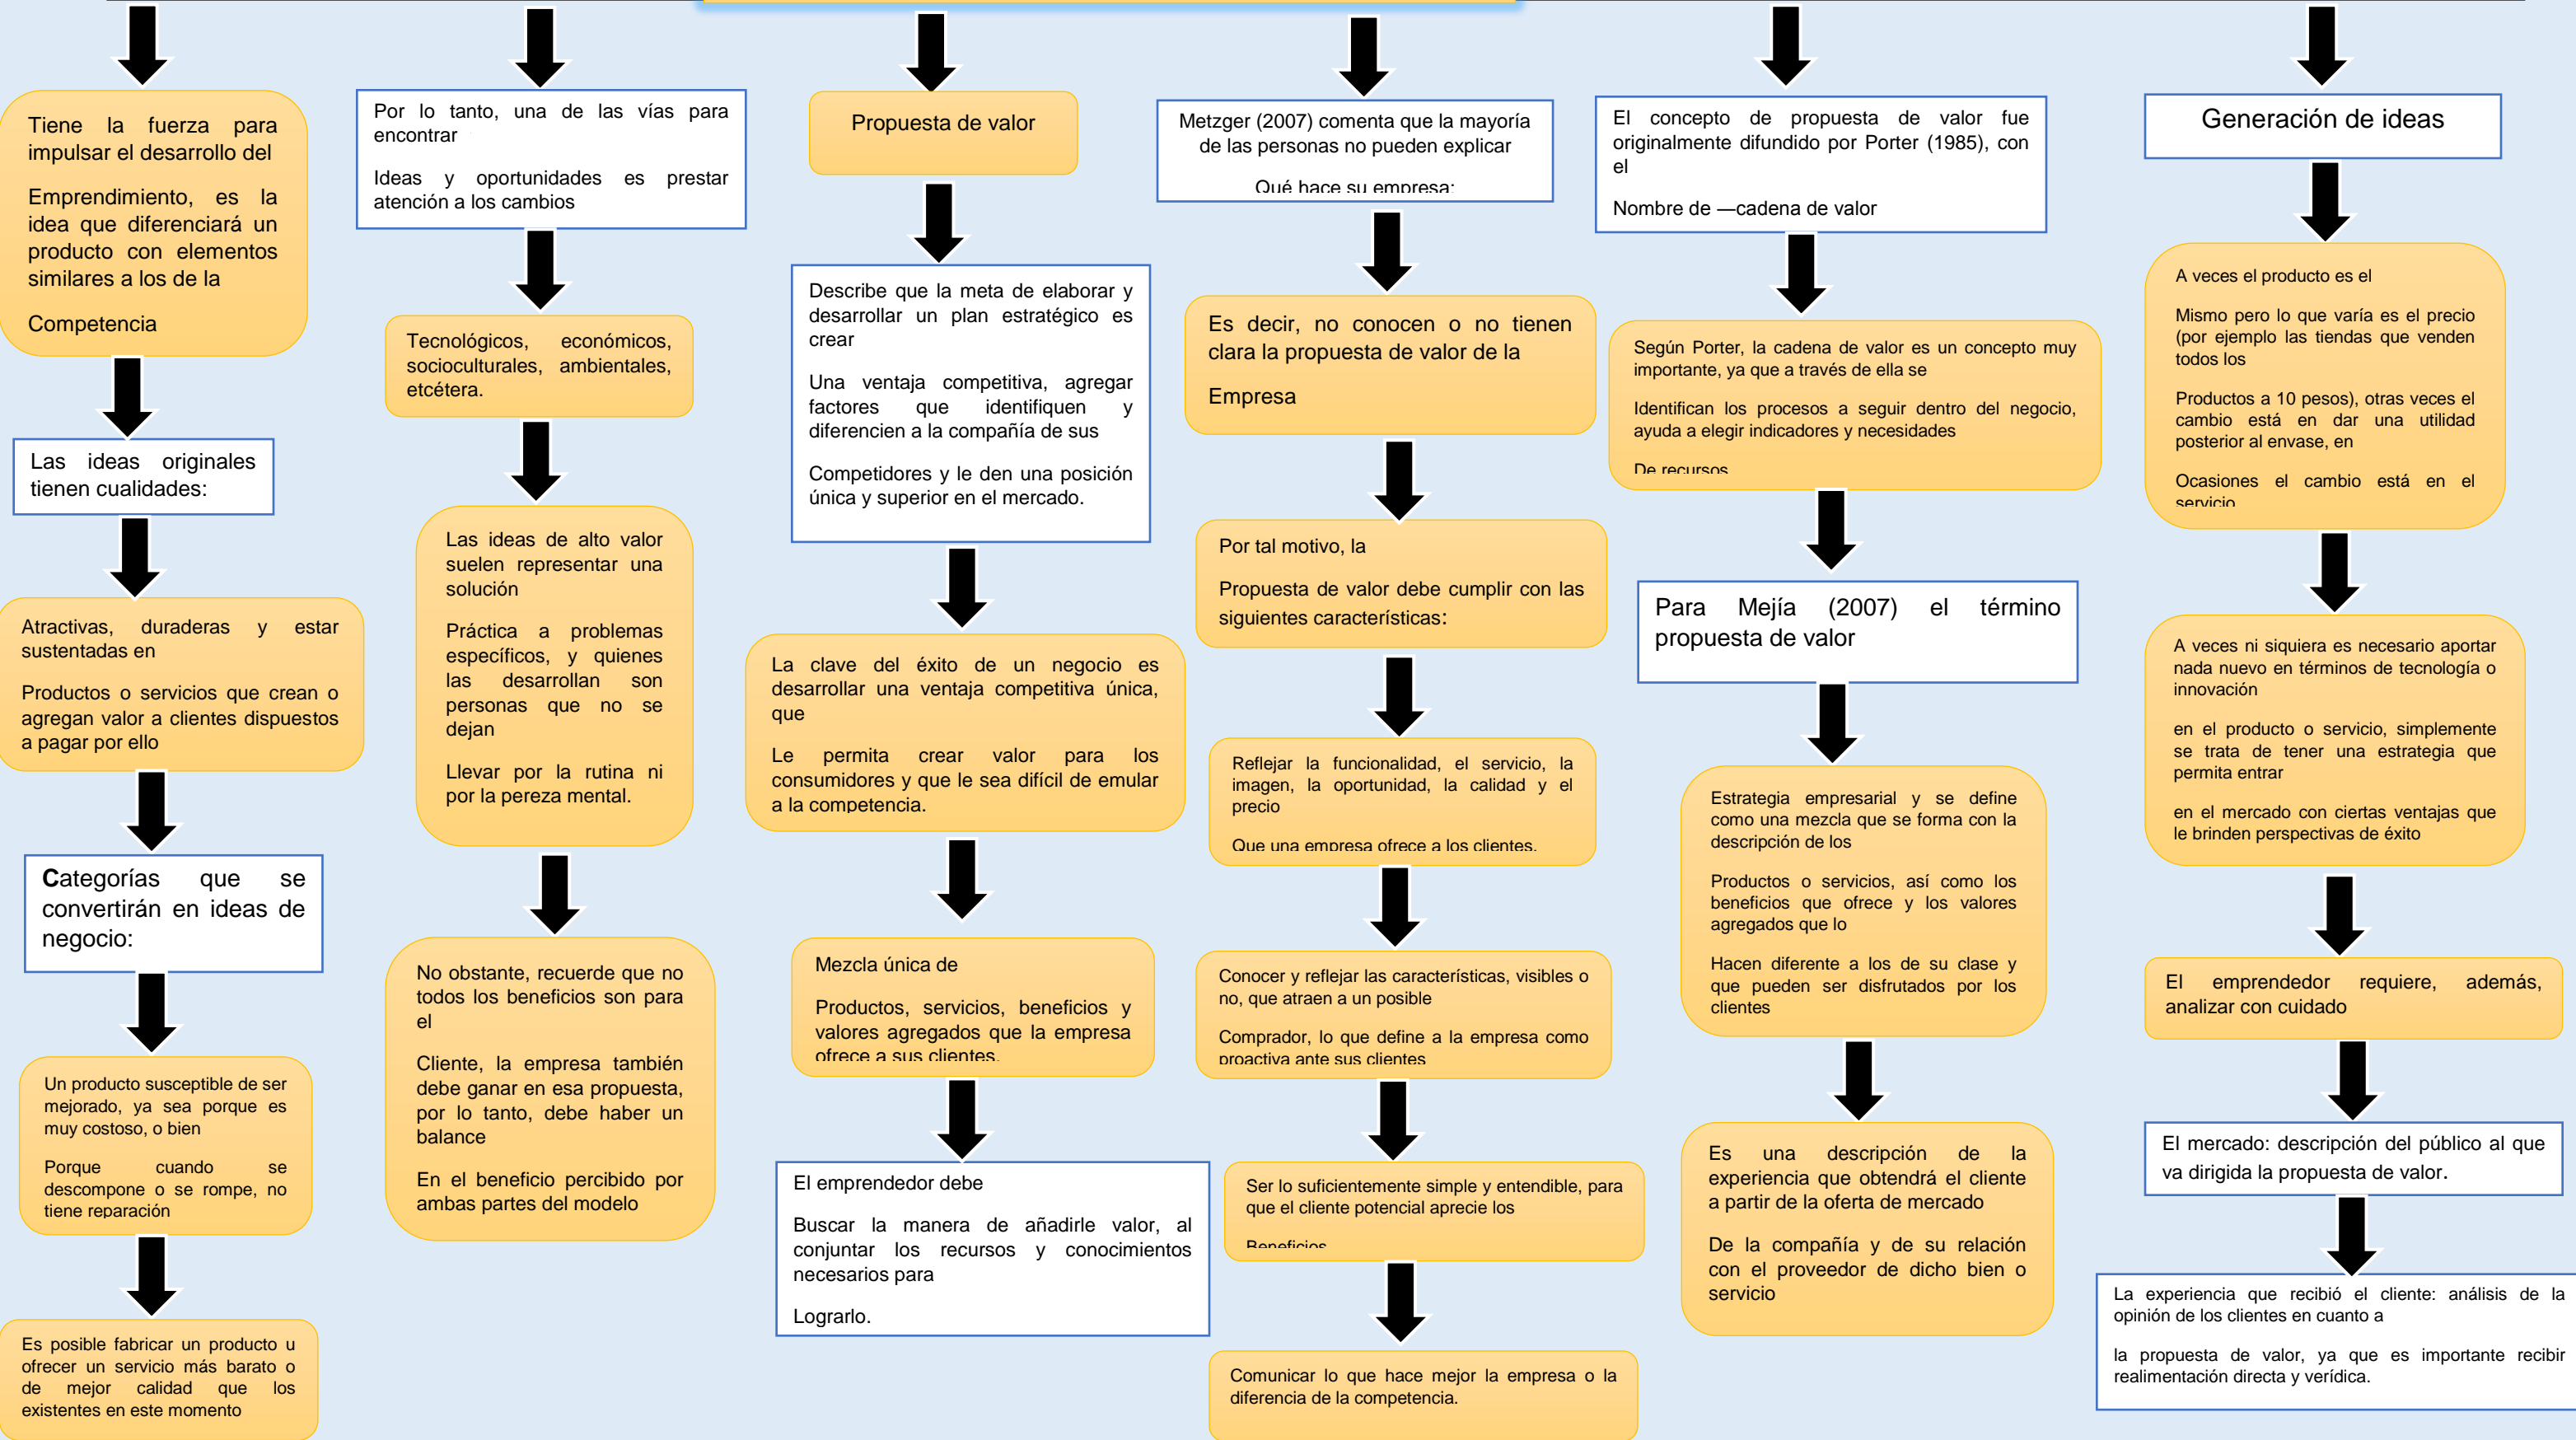 Tiene la fuerza para
impulsar el desarrollo del
Emprendimiento, es la
idea que diferenciará un
producto con elementos
similares a los de la
Competencia
Las ideas originales
tienen cualidades:
Atractivas, duraderas y estar
sustentadas en
Productos o servicios que crean o
agregan valor a clientes dispuestos
a pagar por ello
Categorías que se
convertirán en ideas de
negocio:
Un producto susceptible de ser
mejorado, ya sea porque es
muy costoso, o bien
Porque cuando se
descompone o se rompe, no
tiene reparación
Es posible fabricar un producto u
ofrecer un servicio más barato o
de mejor calidad que los
existentes en este momento
Por lo tanto, una de las vías para
encontrar
Ideas y oportunidades es prestar
atención a los cambios
Tecnológicos, económicos,
socioculturales, ambientales,
etcétera.
Las ideas de alto valor
suelen representar una
solución
Práctica a problemas
específicos, y quienes
las desarrollan son
personas que no se
dejan
Llevar por la rutina ni
por la pereza mental.
No obstante, recuerde que no
todos los beneficios son para
el
Cliente, la empresa también
debe ganar en esa propuesta,
por lo tanto, debe haber un
balance
En el beneficio percibido por
ambas partes del modelo
Propuesta de valor
Describe que la meta de elaborar y
desarrollar un plan estratégico es
crear
Una ventaja competitiva, agregar
factores que identifiquen y
diferencien a la compañía de sus
Competidores y le den una posición
única y superior en el mercado.
La clave del éxito de un negocio es
desarrollar una ventaja competitiva única,
que
Le permita crear valor para los
consumidores y que le sea difícil de emular
a la competencia.
Mezcla única de
Productos, servicios, beneficios y
valores agregados que la empresa
ofrece a sus clientes.
El emprendedor debe
Buscar la manera de añadirle valor, al
conjuntar los recursos y conocimientos
necesarios para
Lograrlo.
Metzger (2007) comenta que la mayoría
de las personas no pueden explicar
Qué hace su empresa:
Es decir, no conocen o no tienen
clara la propuesta de valor de la
Empresa
Por tal motivo, la
Propuesta de valor debe cumplir con las
siguientes características:
Reflejar la funcionalidad, el servicio, la
imagen, la oportunidad, la calidad y el
precio
Que una empresa ofrece a los clientes.
Conocer y reflejar las características, visibles o
no, que atraen a un posible
Comprador, lo que define a la empresa como
proactiva ante sus clientes
Ser lo suficientemente simple y entendible, para
que el cliente potencial aprecie los
Beneficios
Comunicar lo que hace mejor la empresa o la
diferencia de la competencia.
El concepto de propuesta de valor fue
originalmente difundido por Porter (1985), con
el
Nombre de —cadena de valor
Según Porter, la cadena de valor es un concepto muy
importante, ya que a través de ella se
Identifican los procesos a seguir dentro del negocio,
ayuda a elegir indicadores y necesidades
De recursos
Para Mejía (2007) el término
propuesta de valor
Estrategia empresarial y se define
como una mezcla que se forma con la
descripción de los
Productos o servicios, así como los
beneficios que ofrece y los valores
agregados que lo
Hacen diferente a los de su clase y
que pueden ser disfrutados por los
clientes
Es una descripción de la
experiencia que obtendrá el cliente
a partir de la oferta de mercado
De la compañía y de su relación
con el proveedor de dicho bien o
servicio
Generación de ideas
A veces el producto es el
Mismo pero lo que varía es el precio
(por ejemplo las tiendas que venden
todos los
Productos a 10 pesos), otras veces el
cambio está en dar una utilidad
posterior al envase, en
Ocasiones el cambio está en el
servicio
A veces ni siquiera es necesario aportar
nada nuevo en términos de tecnología o
innovación
en el producto o servicio, simplemente
se trata de tener una estrategia que
permita entrar
en el mercado con ciertas ventajas que
le brinden perspectivas de éxito
El emprendedor requiere, además,
analizar con cuidado
El mercado: descripción del público al que
va dirigida la propuesta de valor.
La experiencia que recibió el cliente: análisis de la
opinión de los clientes en cuanto a
la propuesta de valor, ya que es importante recibir
realimentación directa y verídica.